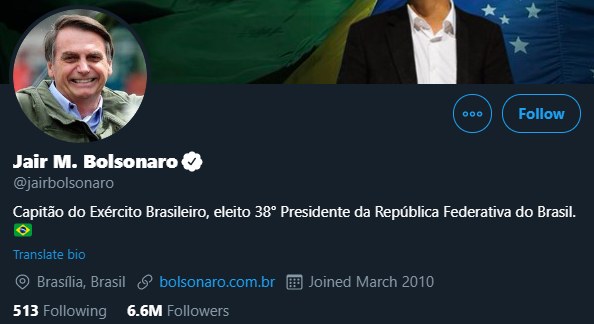 Follow
Jair M. Bolsonaro
@jairbolsonaro
Capitão do Exército Brasileiro, eleito 38° Presidente da República Federativa do Brasil.
🇧🇷
Translate bio
Brasília, Brasil bolsonaro.com.br Joined March 2010
513 Following 6.6M Followers